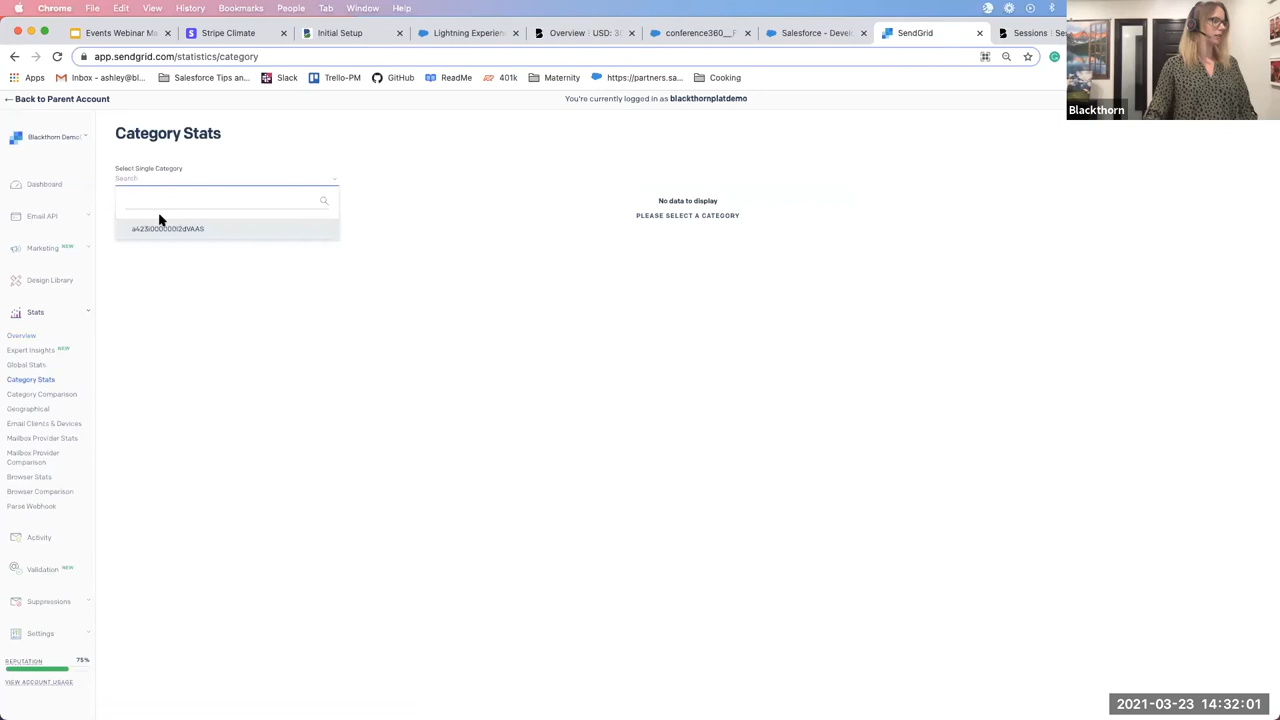 Chrome File Edit View History Bookmarks People Tab Window Help
Events Webinar M
Stripe Climate
Initial Setup
Lightning Experien
Overview | USD: 3
conference360
Salesforce - Devel
SendGrid
Sessions
app.sendgrid.com/statistics/category
Apps
Inbox - ashley@bl...
Salesforce Tips an...
Slack
Trello-PM
GitHub
ReadMe
401k
Maternity
https://partners.sa...
Cooking
Back to Parent Account
You're currently logged in as blackthornplatdemo
Blackthorn Demo
Dashboard
Email API
Marketing NEW
Design Library
Stats
Overview
Expert Insights NEW
Global Stats
Category Stats
Category Comparison
Geographical
Email Clients & Devices
Mailbox Provider Stats
Mailbox Provider
Comparison
Browser Stats
Browser Comparison
Parse Webhook
Activity
Validation NEW
Suppressions
Settings
REPUTATION 75%
VIEW ACCOUNT USAGE
Category Stats
Select Single Category
Search
No data to display
PLEASE SELECT A CATEGORY
Blackthorn
2021-03-23 14:32:01